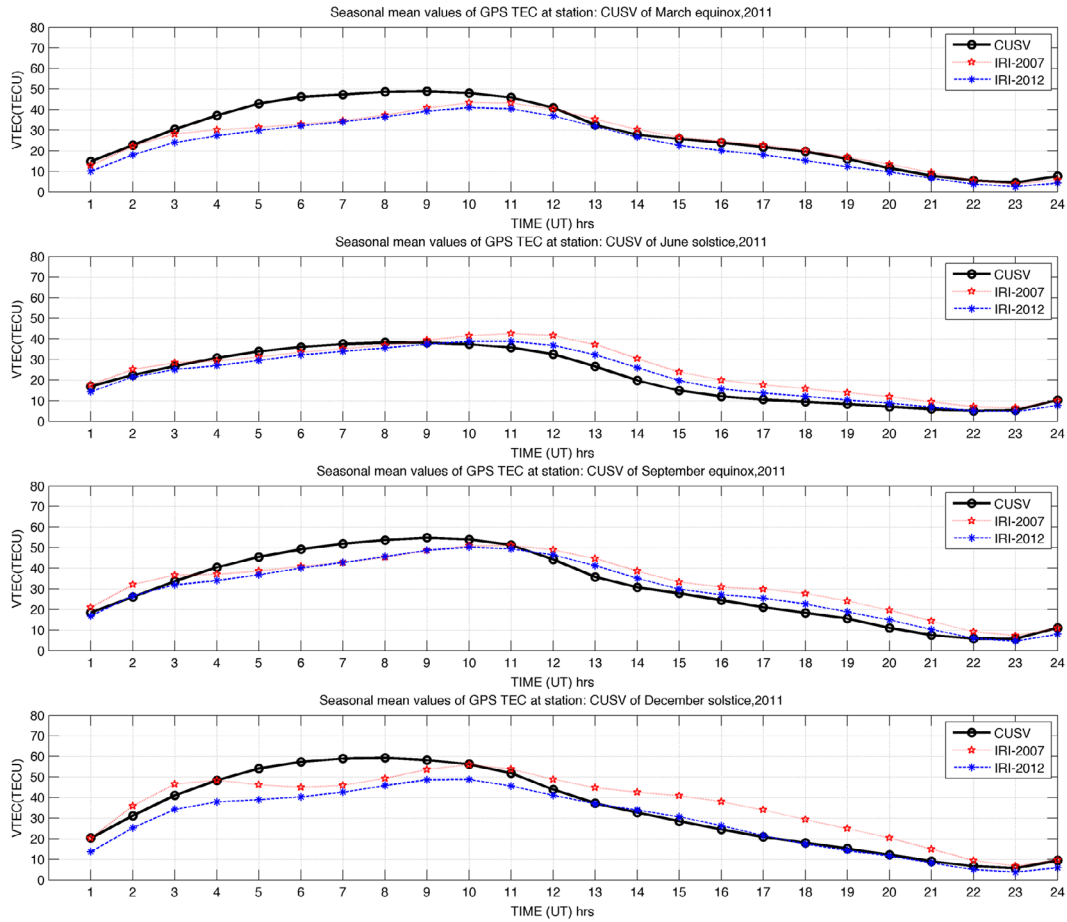 Seasonal mean values of GPS TEC at station: CUSV of March equinox,2011
80
70
60
50
40
30
20
10
0
VTEC(TECU)
CUSV
IRI-2007
IRI-2012
1 2 3 4 5 6 7 8 9 10 11 12 13 14 15 16 17 18 19 20 21 22 23 24
TIME (UT) hrs
Seasonal mean values of GPS TEC at station: CUSV of June solstice,2011
80
70
60
50
40
30
20
10
0
VTEC(TECU)
CUSV
IRI-2007
IRI-2012
1 2 3 4 5 6 7 8 9 10 11 12 13 14 15 16 17 18 19 20 21 22 23 24
TIME (UT) hrs
Seasonal mean values of GPS TEC at station: CUSV of September equinox,2011
80
70
60
50
40
30
20
10
0
VTEC(TECU)
CUSV
IRI-2007
IRI-2012
1 2 3 4 5 6 7 8 9 10 11 12 13 14 15 16 17 18 19 20 21 22 23 24
TIME (UT) hrs
Seasonal mean values of GPS TEC at station: CUSV of December solstice,2011
80
70
60
50
40
30
20
10
0
VTEC(TECU)
CUSV
IRI-2007
IRI-2012
1 2 3 4 5 6 7 8 9 10 11 12 13 14 15 16 17 18 19 20 21 22 23 24
TIME (UT) hrs